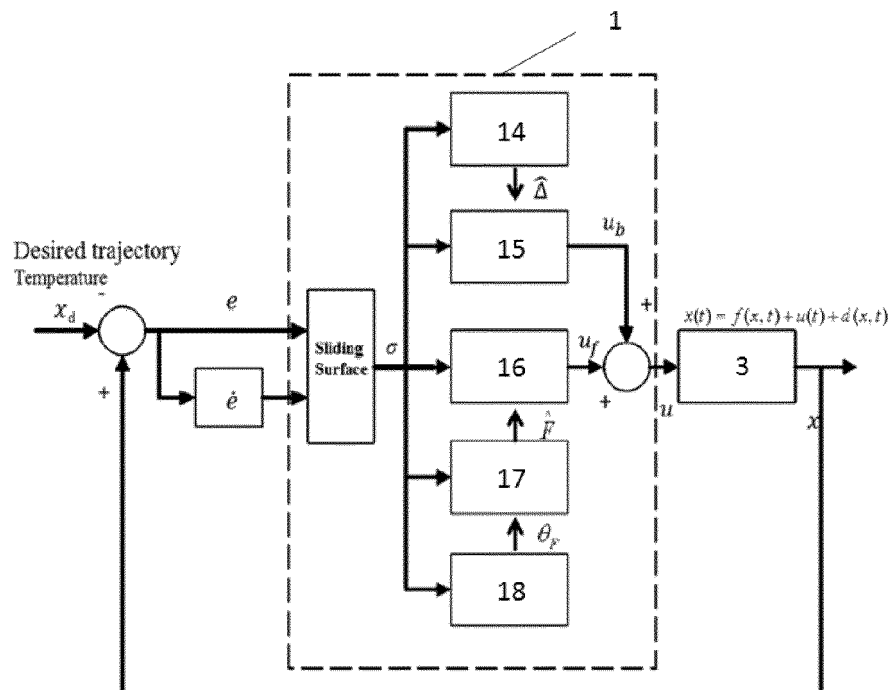 1
14
Δ̂
15
u_b
Desired trajectory
Temperature
-
x_d
e
+
x(t) = f(x, t) + u(t) + d(x, t)
Sliding
Surface
σ
16
u_f
3
+
ė
+
u
x
F̂
17
θ_F
18